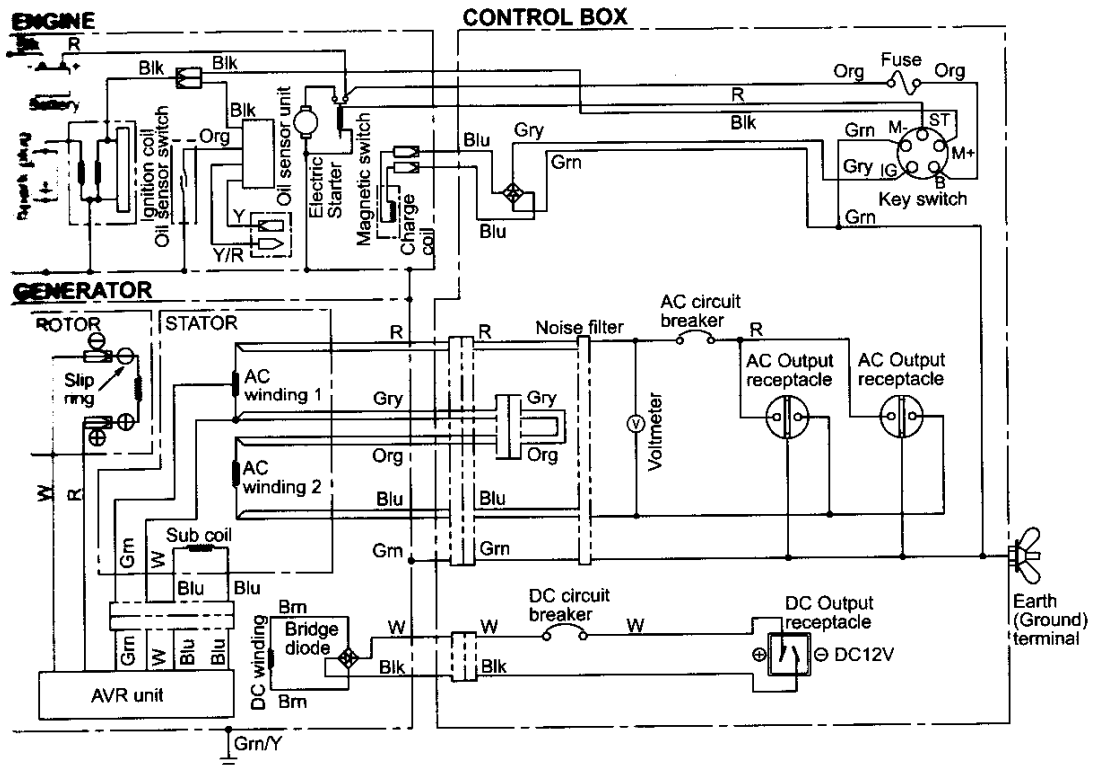 ENGINE
CONTROL BOX
R
- +
Battery
Blk
Blk
Blk
Org
Spark plug
Ignition coil
Oil sensor switch
Y
Y/R
Oil sensor unit
Electric
Starter
Magnetic switch
Charge
coil
Blu
Blu
Gry
Grn
Fuse
Org
Org
R
Blk
Grn
M-
ST
M+
Gry
IG
B
Key switch
Grn
GENERATOR
ROTOR
STATOR
Slip
ring
⊖
⊕
W
R
AC
winding 1
AC
winding 2
R
R
Noise filter
Gry
Gry
Org
Org
Blu
Blu
Grn
Grn
AC circuit
breaker
R
AC Output
receptacle
AC Output
receptacle
V
Voltmeter
Sub coil
Grn
W
Blu
Blu
Grn
W
Blu
Blu
AVR unit
Grn/Y
DC winding
Brn
Bridge
diode
Brn
W
W
Blk
Blk
DC circuit
breaker
W
DC Output
receptacle
⊕
⊖ DC12V
Earth
(Ground)
terminal